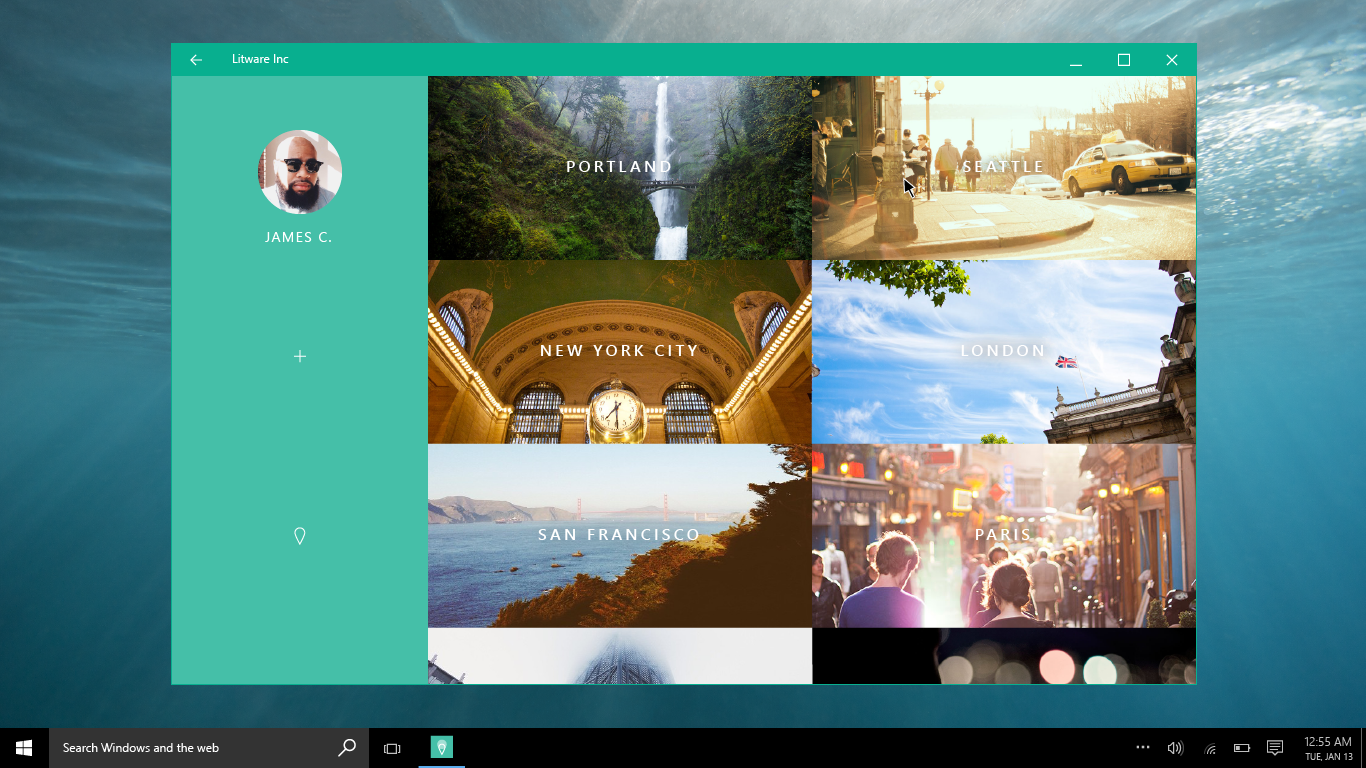 Litware Inc
JAMES C.
PORTLAND
SEATTLE
NEW YORK CITY
LONDON
SAN FRANCISCO
PARIS
Search Windows and the web
12:55 AM
TUE, JAN 13